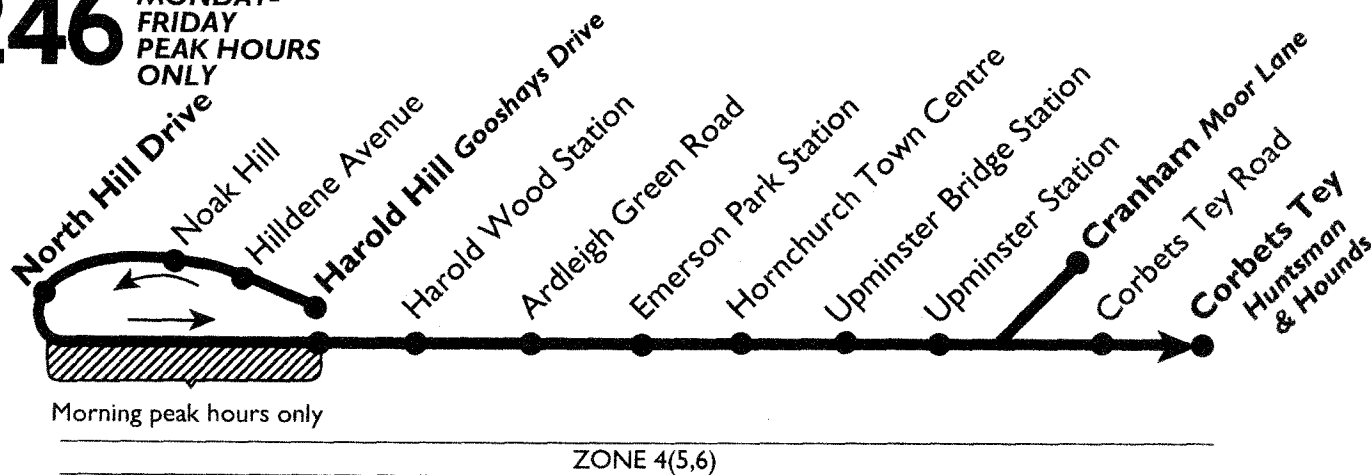 246
MONDAY-
FRIDAY
PEAK HOURS
ONLY
North Hill Drive
Noak Hill
Hilldene Avenue
Harold Hill Gooshays Drive
Harold Wood Station
Ardleigh Green Road
Emerson Park Station
Hornchurch Town Centre
Upminster Bridge Station
Upminster Station
Cranham Moor Lane
Corbets Tey Road
Corbets Tey
Huntsman
& Hounds
Morning peak hours only
ZONE 4(5,6)